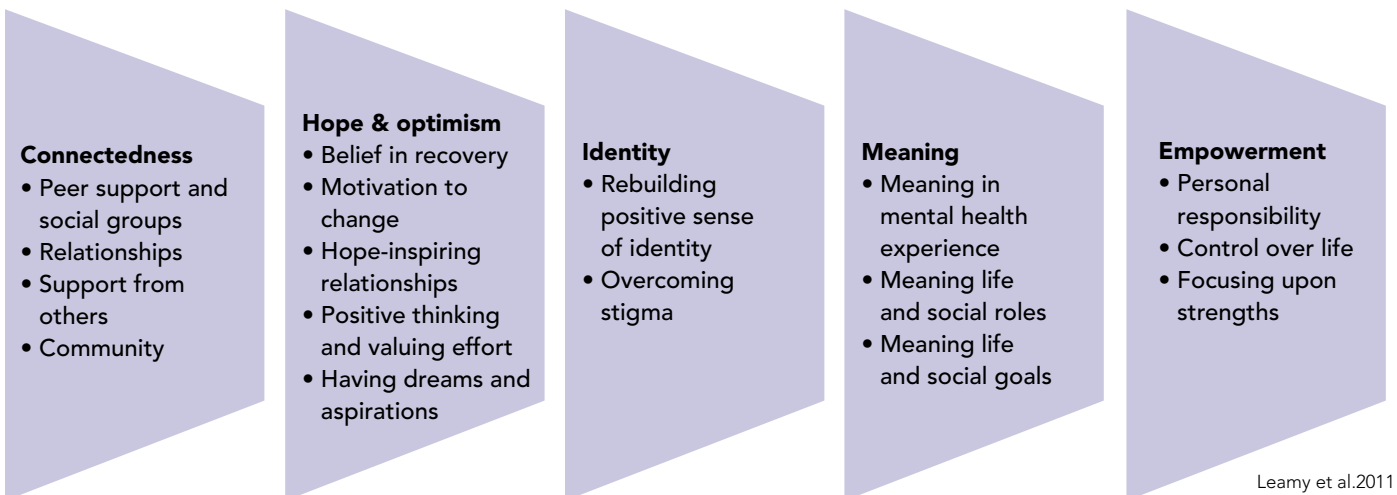 Connectedness
• Peer support and
social groups
• Relationships
• Support from
others
• Community
Hope & optimism
• Belief in recovery
• Motivation to
change
• Hope-inspiring
relationships
• Positive thinking
and valuing effort
• Having dreams and
aspirations
Identity
• Rebuilding
positive sense
of identity
• Overcoming
stigma
Meaning
• Meaning in
mental health
experience
• Meaning life
and social roles
• Meaning life
and social goals
Empowerment
• Personal
responsibility
• Control over life
• Focusing upon
strengths
Leamy et al.2011